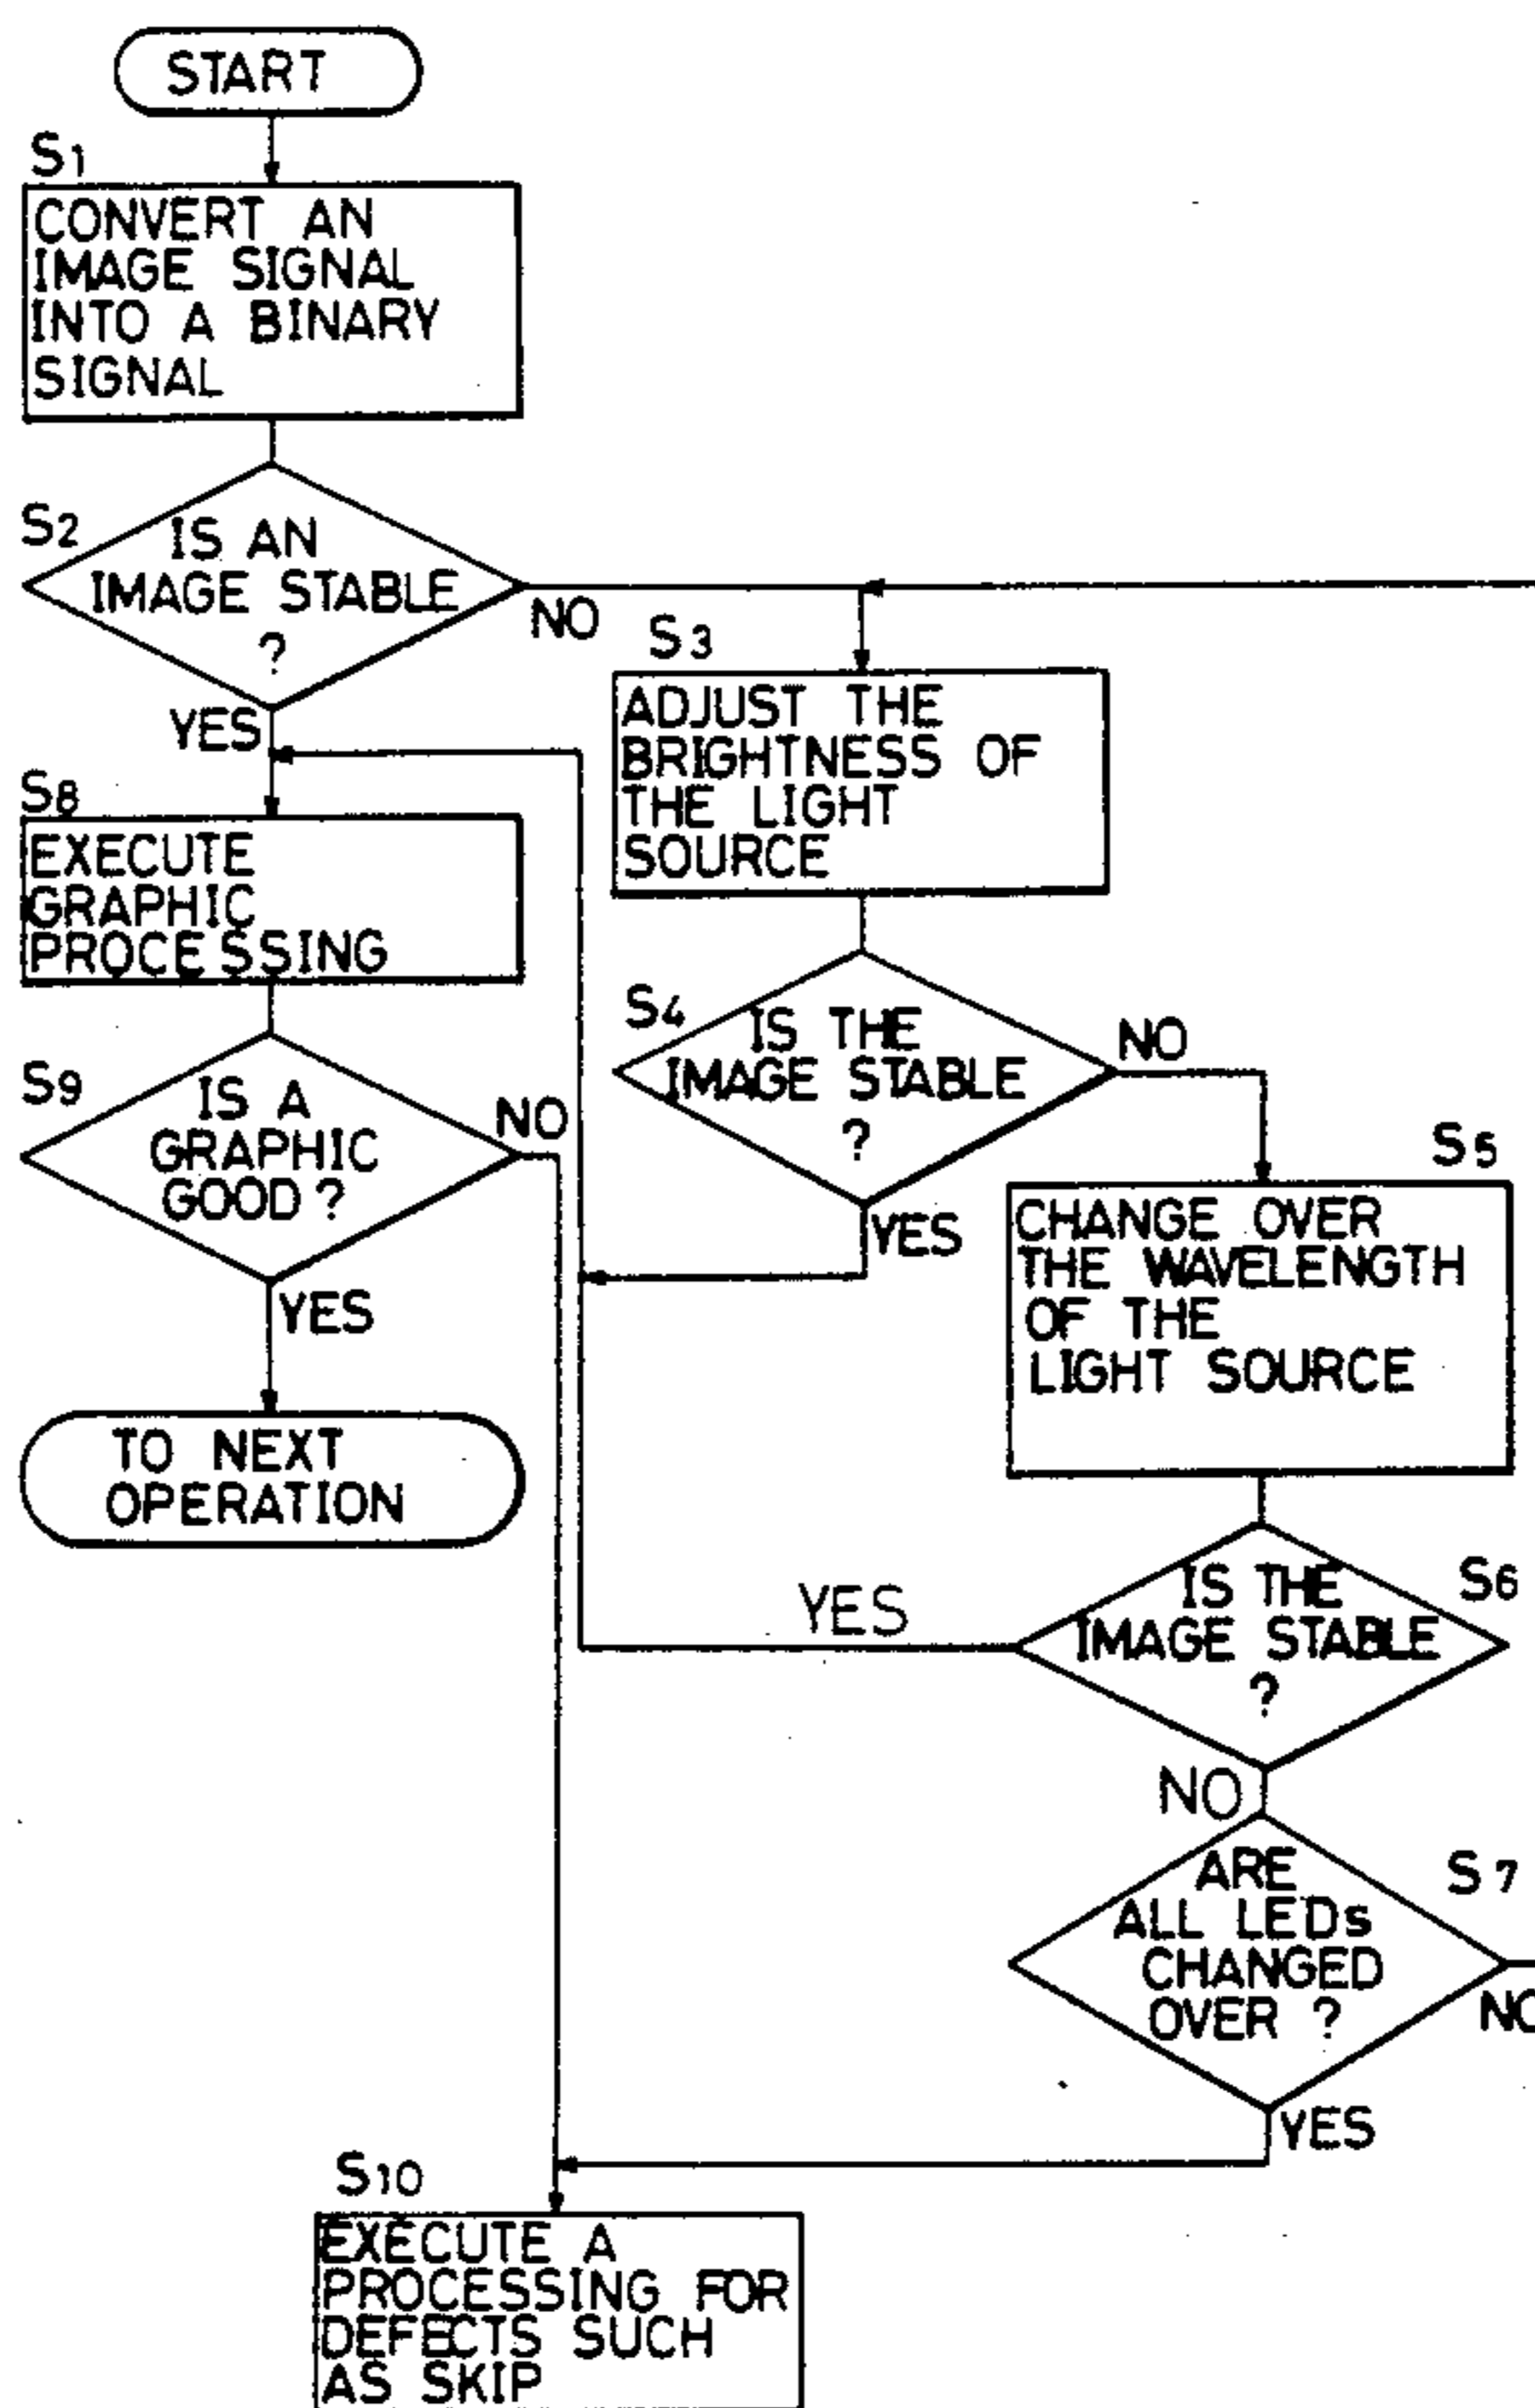 START
S1
CONVERT AN
IMAGE SIGNAL
INTO A BINARY
SIGNAL
S2
IS AN
IMAGE STABLE
?
NO
YES
S3
ADJUST THE
BRIGHTNESS OF
THE LIGHT
SOURCE
S8
EXECUTE
GRAPHIC
PROCESSING
S4
IS THE
IMAGE STABLE
?
NO
YES
S9
IS A
GRAPHIC
GOOD ?
NO
YES
S5
CHANGE OVER
THE WAVELENGTH
OF THE
LIGHT SOURCE
TO NEXT
OPERATION
S6
IS THE
IMAGE STABLE
?
YES
NO
S7
ARE
ALL LEDs
CHANGED
OVER ?
NO
YES
S10
EXECUTE A
PROCESSING FOR
DEFECTS SUCH
AS SKIP